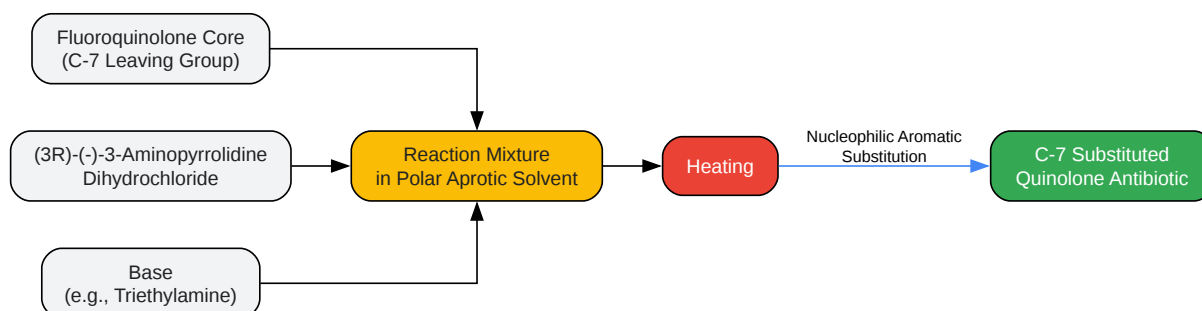 Fluoroquinolone Core
(C-7 Leaving Group)
(3R)-(-)-3-Aminopyrrolidine
Dihydrochloride
Base
(e.g., Triethylamine)
Reaction Mixture
in Polar Aprotic Solvent
Heating
Nucleophilic Aromatic
Substitution
C-7 Substituted
Quinolone Antibiotic